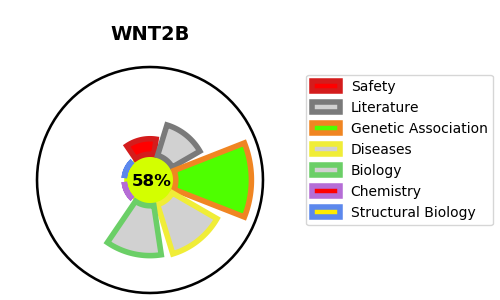 WNT2B
58%
Safety
Literature
Genetic Association
Diseases
Biology
Chemistry
Structural Biology